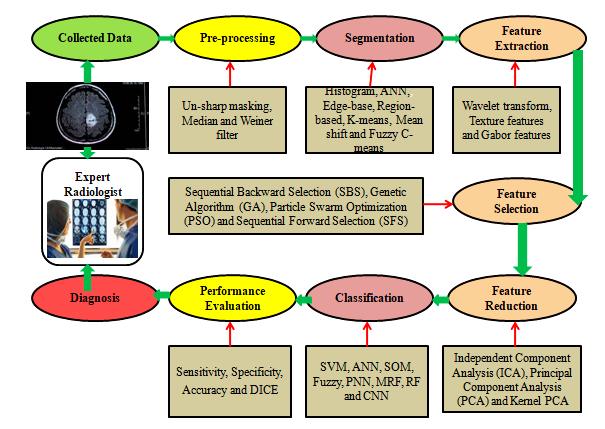 Collected Data
Pre-processing
Segmentation
Feature
Extraction
Un-sharp masking,
Median and Weiner
filter
Histogram, ANN,
Edge-base, Region-
based, K-means, Mean
shift and Fuzzy C-
means
Wavelet transform,
Texture features
and Gabor features
Expert
Radiologist
Sequential Backward Selection (SBS), Genetic
Algorithm (GA), Particle Swarm Optimization
(PSO) and Sequential Forward Selection (SFS)
Feature
Selection
Diagnosis
Performance
Evaluation
Classification
Feature
Reduction
Sensitivity, Specificity,
Accuracy and DICE
SVM, ANN, SOM,
Fuzzy, PNN, MRF, RF
and CNN
Independent Component
Analysis (ICA), Principal
Component Analysis
(PCA) and Kernel PCA